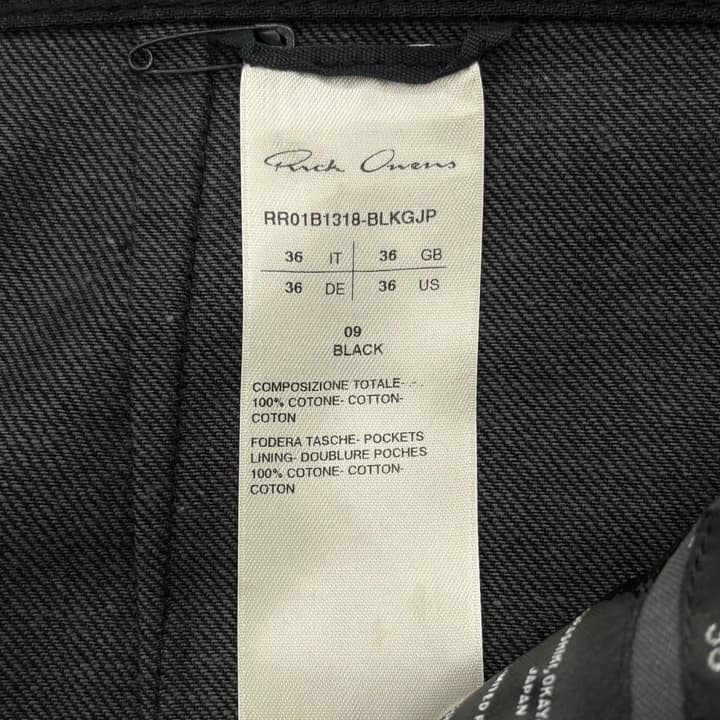 Rick Owens
RR01B1318-BLKGJP
36 IT 36 GB
36 DE 36 US
09
BLACK
COMPOSIZIONE TOTALE- - .
100% COTONE- COTTON-
COTON
FODERA TASCHE- POCKETS
LINING- DOUBLURE POCHES
100% COTONE- COTTON-
COTON
JAPAN